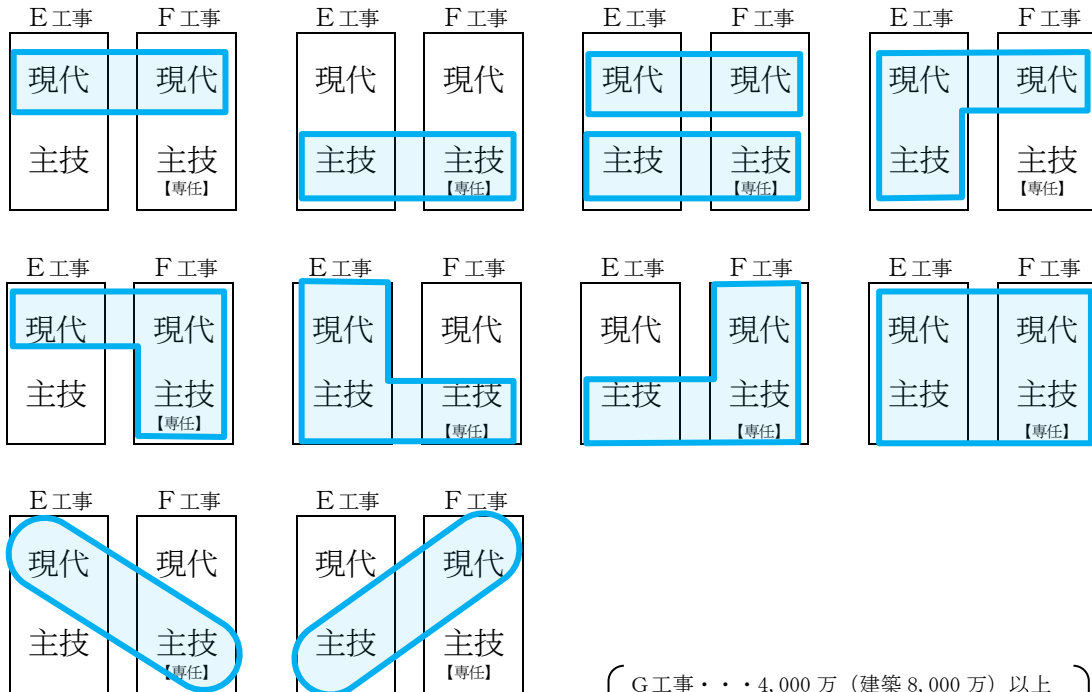 E工事 F工事 E工事 F工事 E工事 F工事 E工事 F工事
現代 現代 現代 現代 現代 現代 現代 現代
主技 主技 主技 主技 主技 主技 主技 主技
【専任】 【専任】 【専任】 【専任】
E工事 F工事 E工事 F工事 E工事 F工事 E工事 F工事
現代 現代 現代 現代 現代 現代 現代 現代
主技 主技 主技 主技 主技 主技 主技 主技
【専任】 【専任】 【専任】 【専任】
E工事 F工事 E工事 F工事
現代 現代 現代 現代
主技 主技 主技 主技
【専任】 【専任】
G工事・・・4,000万（建築8,000万）以上